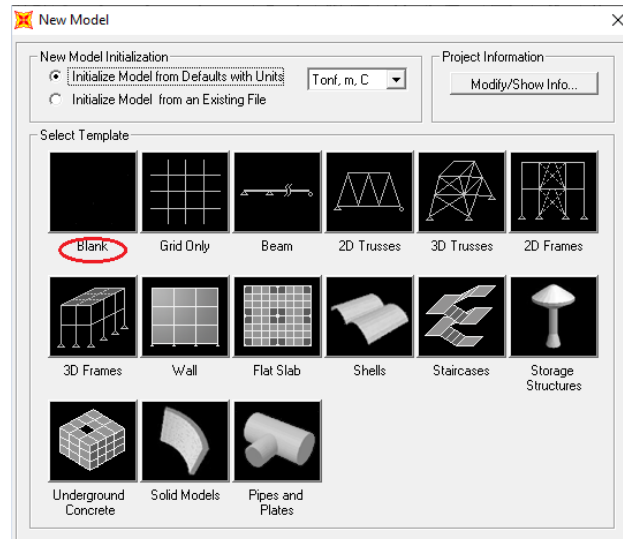 New Model
New Model Initialization
Project Information
Initialize Model from Defaults with Units
Tonf, m, C
Modify/Show Info...
Initialize Model from an Existing File
Select Template
Blank
Grid Only
Beam
2D Trusses
3D Trusses
2D Frames
3D Frames
Wall
Flat Slab
Shells
Staircases
Storage
Structures
Underground
Concrete
Solid Models
Pipes and
Plates